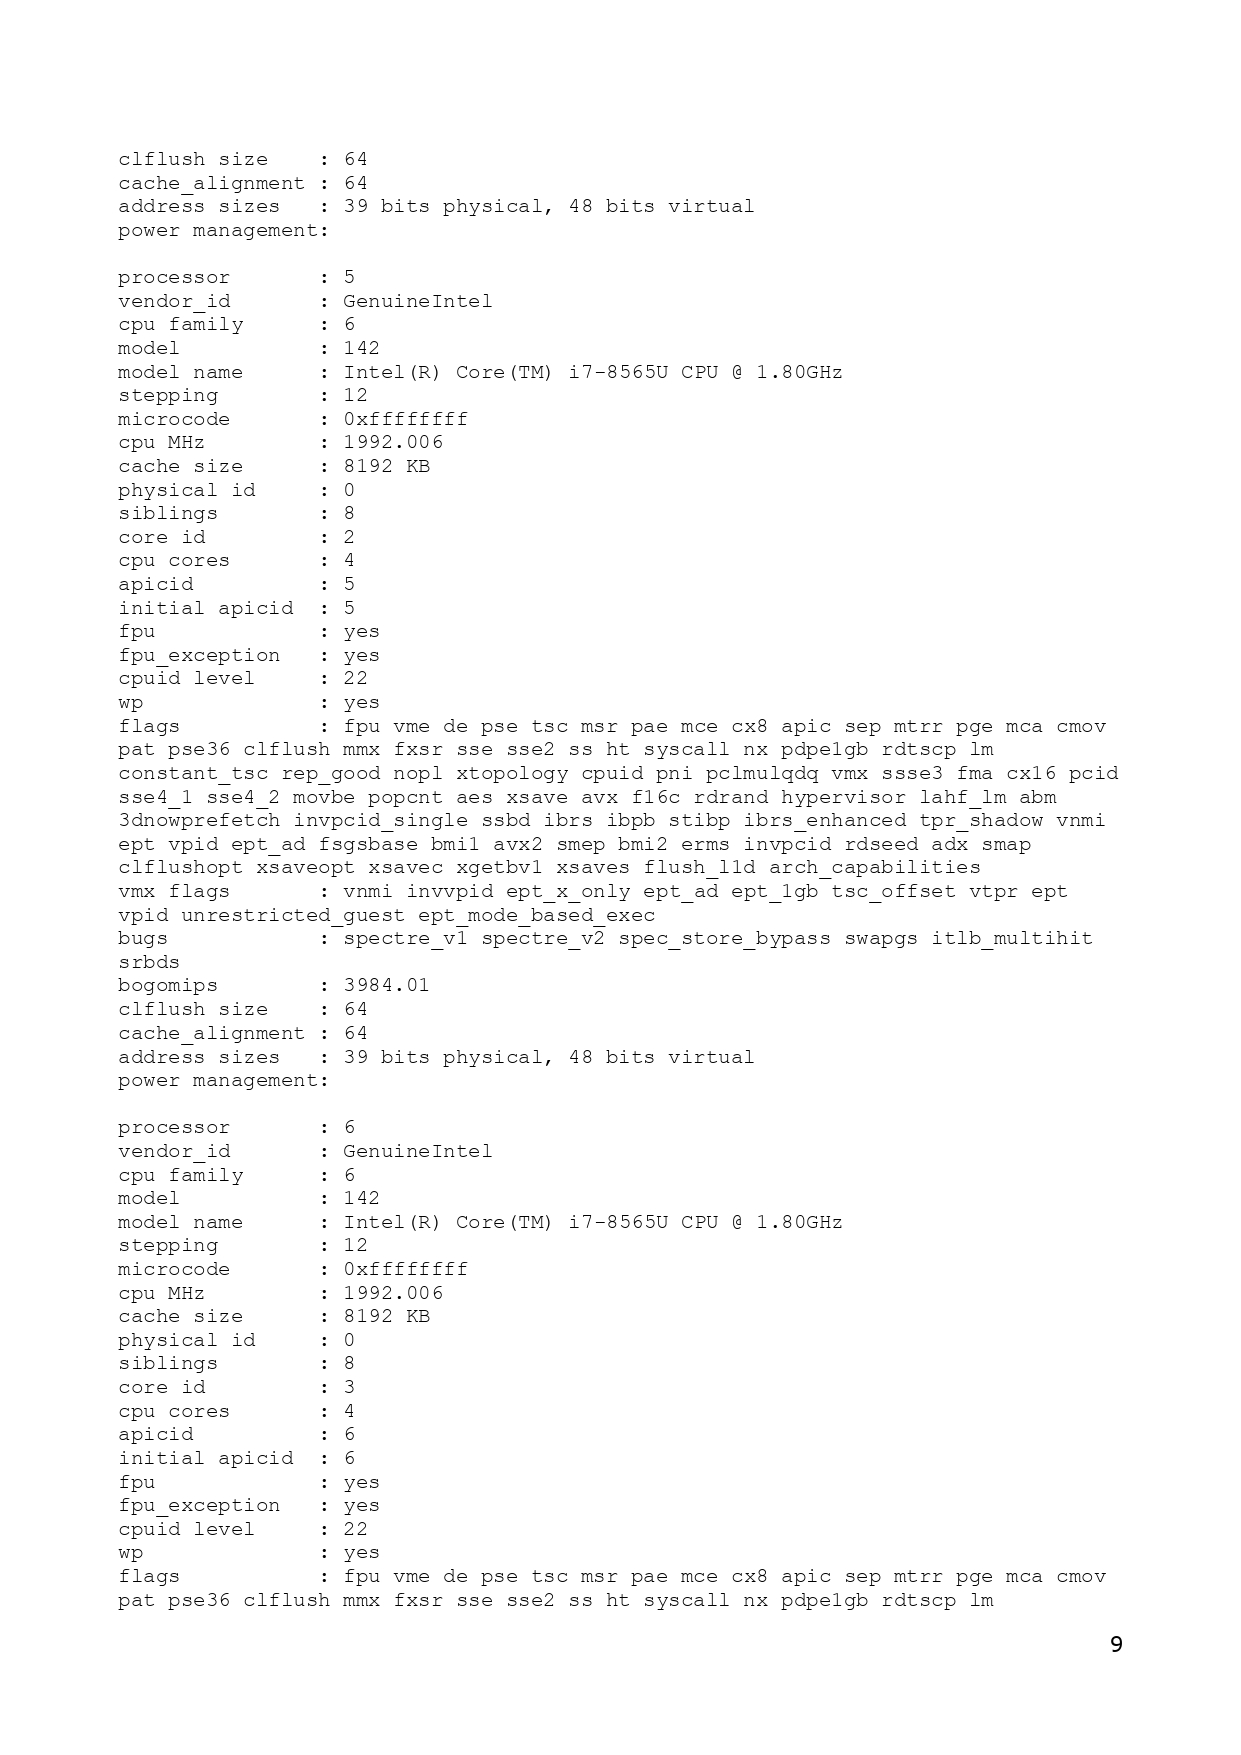 clflush size    : 64
cache_alignment : 64
address sizes   : 39 bits physical, 48 bits virtual
power management:

processor       : 5
vendor_id       : GenuineIntel
cpu family      : 6
model           : 142
model name      : Intel(R) Core(TM) i7-8565U CPU @ 1.80GHz
stepping        : 12
microcode       : 0xffffffff
cpu MHz         : 1992.006
cache size      : 8192 KB
physical id     : 0
siblings        : 8
core id         : 2
cpu cores       : 4
apicid          : 5
initial apicid  : 5
fpu             : yes
fpu_exception   : yes
cpuid level     : 22
wp              : yes
flags           : fpu vme de pse tsc msr pae mce cx8 apic sep mtrr pge mca cmov
pat pse36 clflush mmx fxsr sse sse2 ss ht syscall nx pdpe1gb rdtscp lm
constant_tsc rep_good nopl xtopology cpuid pni pclmulqdq vmx ssse3 fma cx16 pcid
sse4_1 sse4_2 movbe popcnt aes xsave avx f16c rdrand hypervisor lahf_lm abm
3dnowprefetch invpcid_single ssbd ibrs ibpb stibp ibrs_enhanced tpr_shadow vnmi
ept vpid ept_ad fsgsbase bmi1 avx2 smep bmi2 erms invpcid rdseed adx smap
clflushopt xsaveopt xsavec xgetbv1 xsaves flush_l1d arch_capabilities
vmx flags       : vnmi invvpid ept_x_only ept_ad ept_1gb tsc_offset vtpr ept
vpid unrestricted_guest ept_mode_based_exec
bugs            : spectre_v1 spectre_v2 spec_store_bypass swapgs itlb_multihit
srbds
bogomips        : 3984.01
clflush size    : 64
cache_alignment : 64
address sizes   : 39 bits physical, 48 bits virtual
power management:

processor       : 6
vendor_id       : GenuineIntel
cpu family      : 6
model           : 142
model name      : Intel(R) Core(TM) i7-8565U CPU @ 1.80GHz
stepping        : 12
microcode       : 0xffffffff
cpu MHz         : 1992.006
cache size      : 8192 KB
physical id     : 0
siblings        : 8
core id         : 3
cpu cores       : 4
apicid          : 6
initial apicid  : 6
fpu             : yes
fpu_exception   : yes
cpuid level     : 22
wp              : yes
flags           : fpu vme de pse tsc msr pae mce cx8 apic sep mtrr pge mca cmov
pat pse36 clflush mmx fxsr sse sse2 ss ht syscall nx pdpe1gb rdtscp lm
9